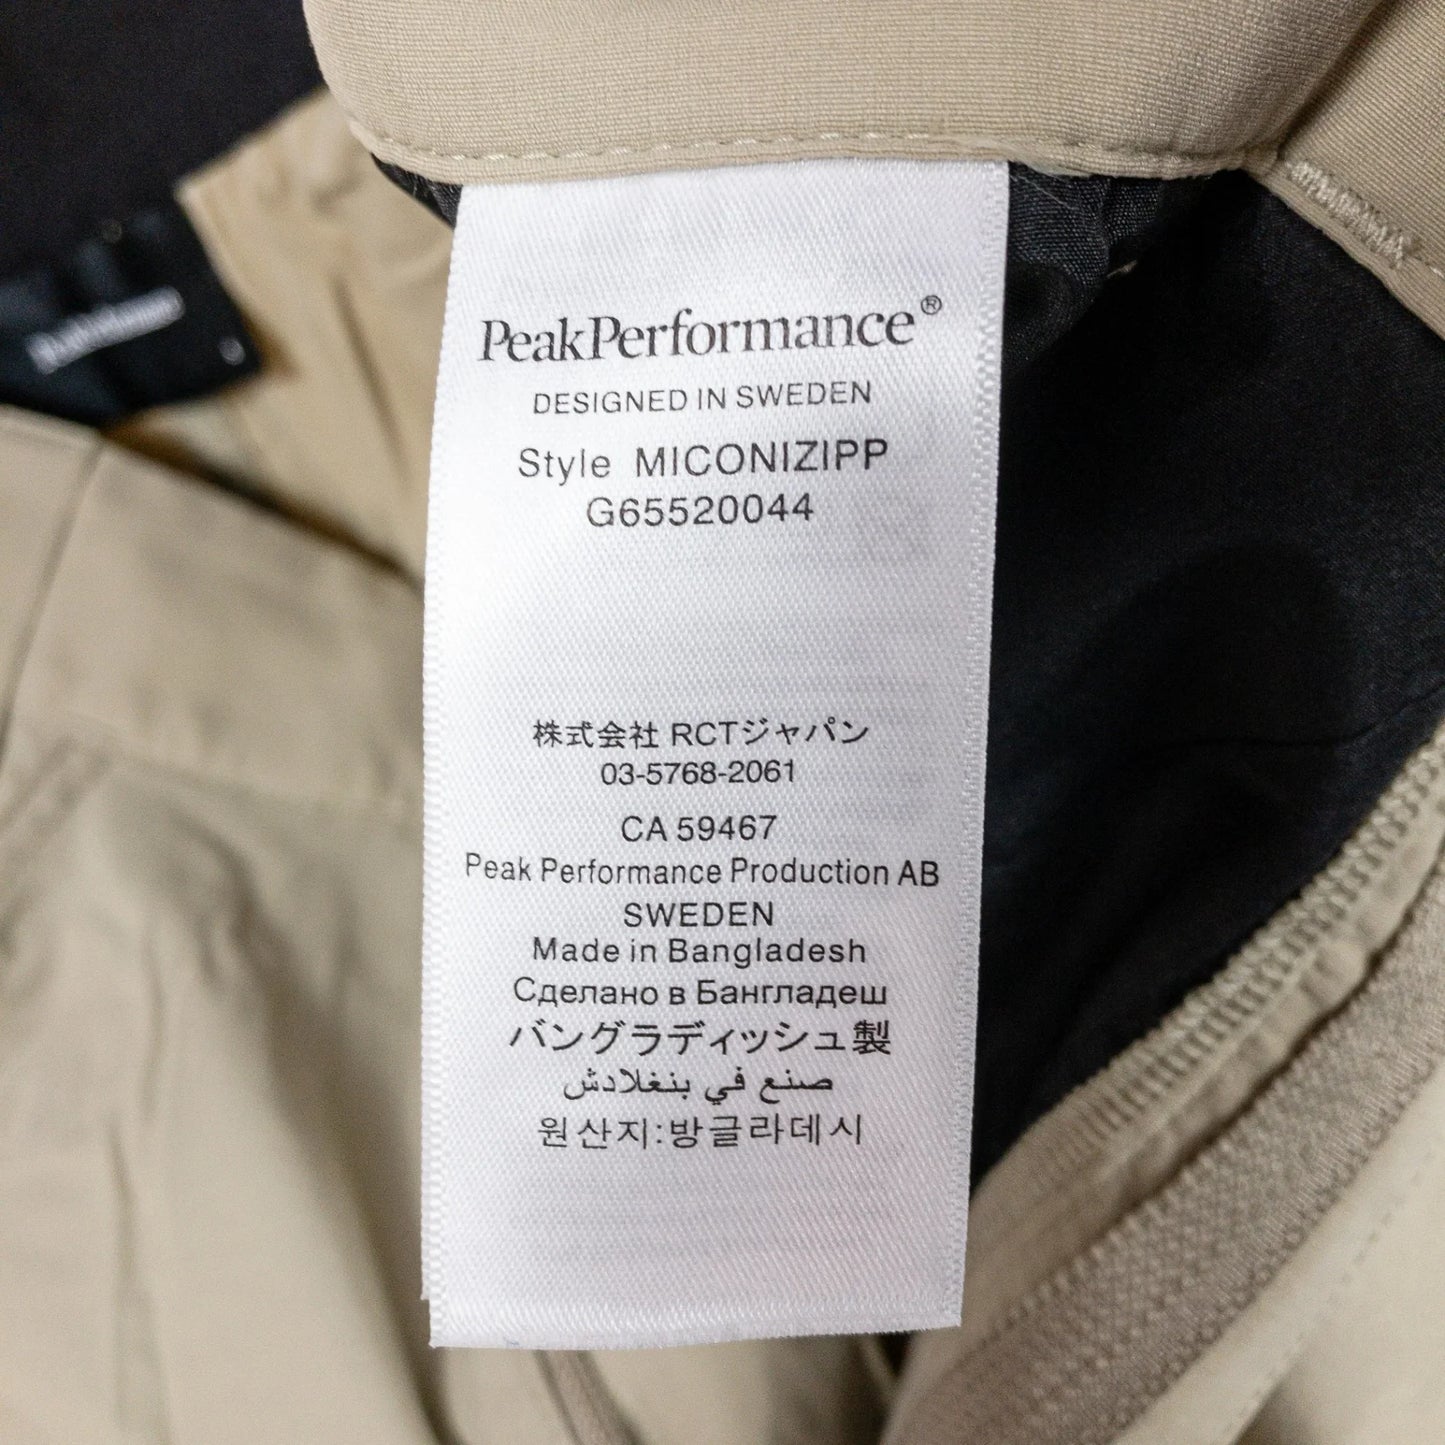 PeakPerformance®
DESIGNED IN SWEDEN
Style MICONIZIPP
G65520044
株式会社 RCTジャパン
03-5768-2061
CA 59467
Peak Performance Production AB
SWEDEN
Made in Bangladesh
Сделано в Бангладеш
バングラディッシュ製
صنع في بنغلادش
원산지:방글라데시